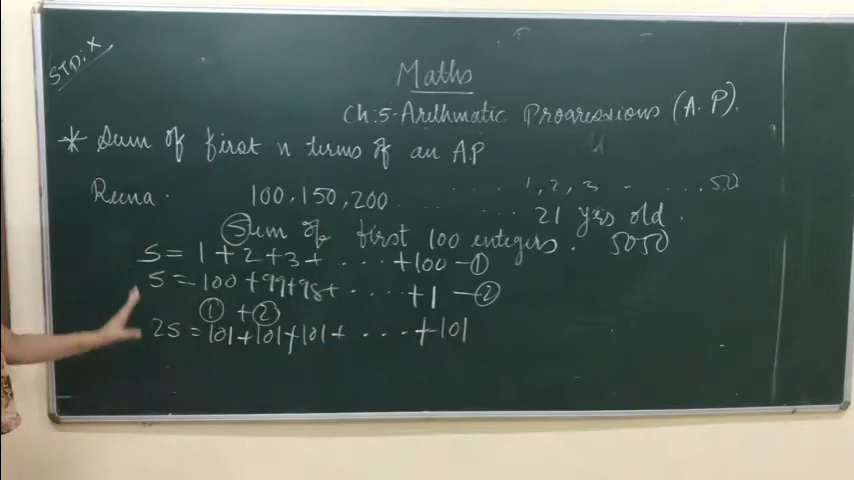 STD: X
Maths
Ch:5-Arithmatic Progressions (A.P).
* Sum of first n terms of an AP
Reena. 100, 150, 200 . . . . . . . 21 yrs old.
1, 2, 3 - . . . 50
Sum of first 100 integers. 5050
S = 1 + 2 + 3 + . . . . + 100 - ①
S = 100 + 99 + 98 + . . . . + 1 - ②
① + ②
2S = 101 + 101 + 101 + . . . . + 101